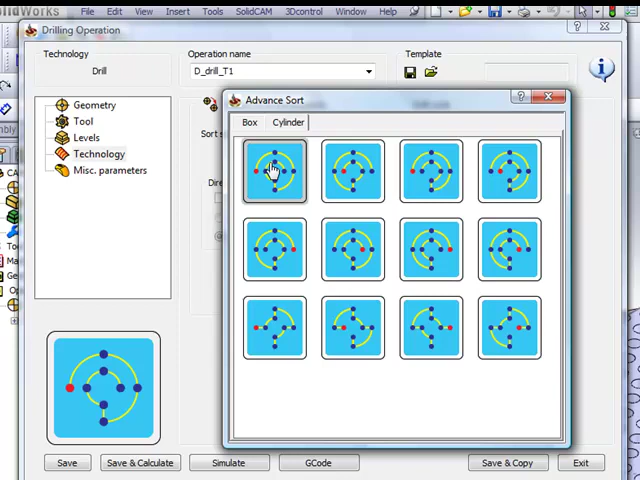 SolidWorks
File Edit View Insert Tools SolidCAM 3Dcontrol Window Help
Drilling Operation
Technology
Drill
Operation name
D_drill_T1
Template
Geometry
Tool
Levels
Technology
Misc. parameters
Sort s
Dire
Advance Sort
Box Cylinder
Save
Save & Calculate
Simulate
GCode
Save & Copy
Exit